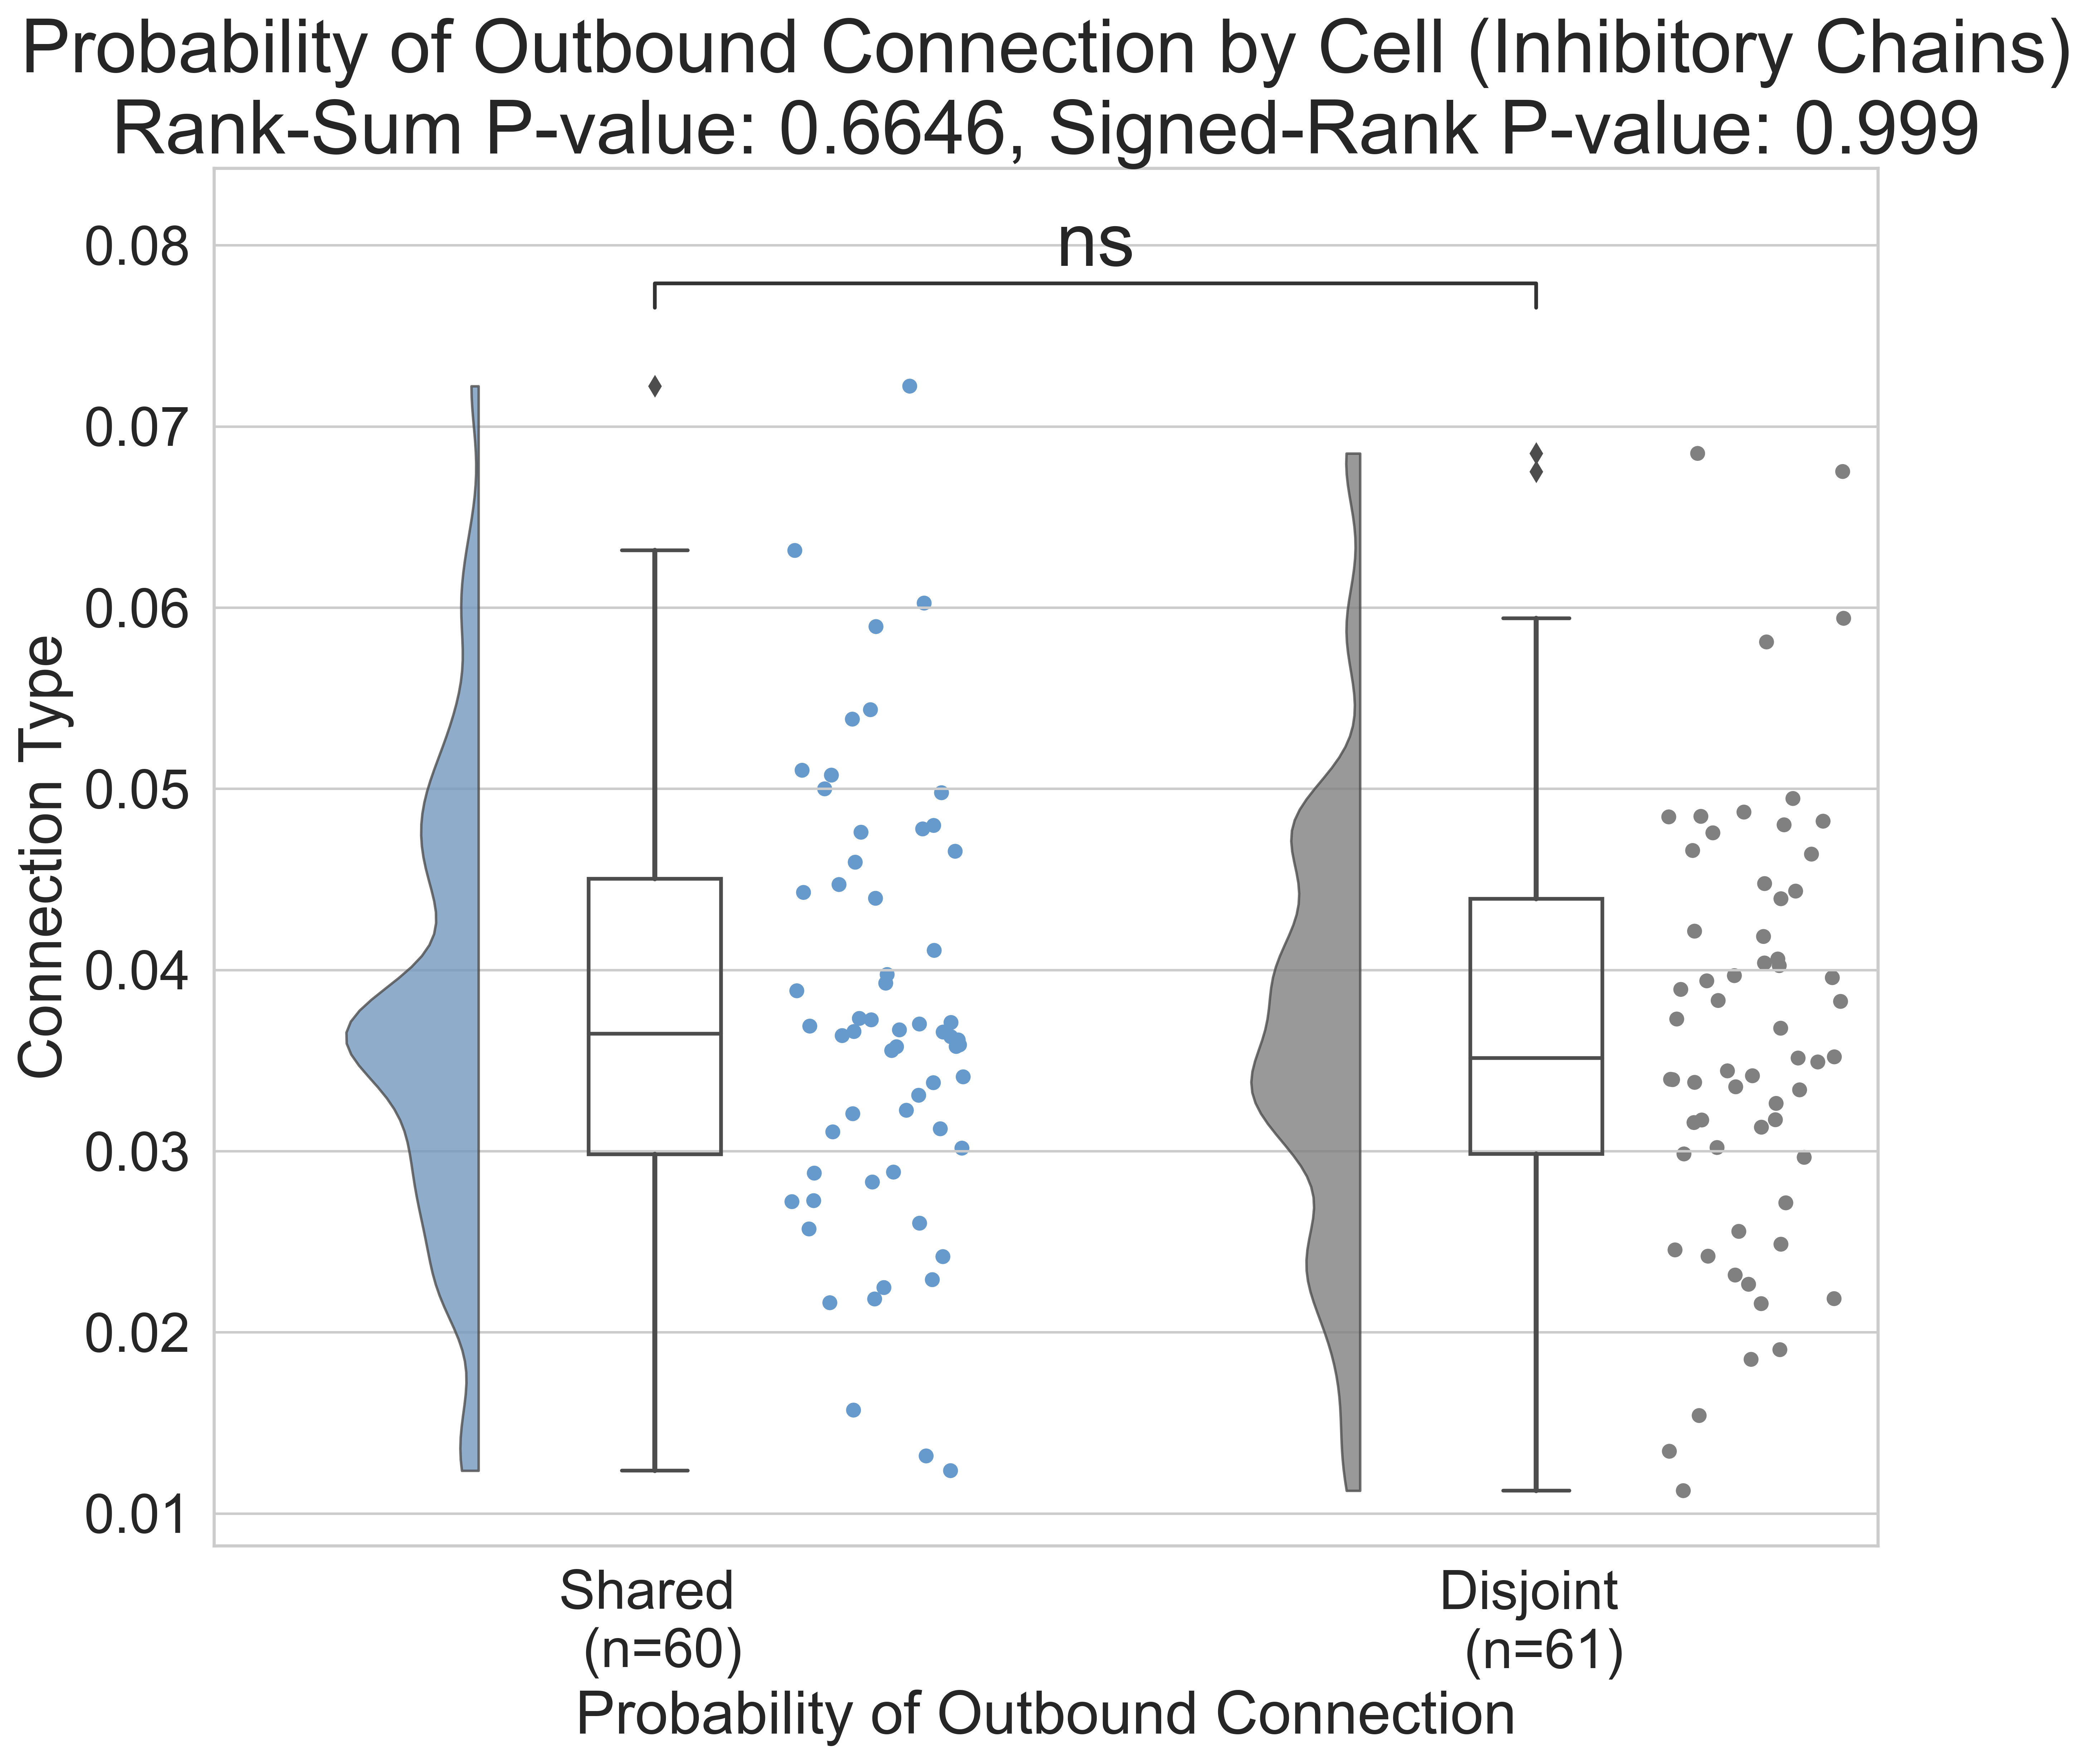 Probability of Outbound Connection by Cell (Inhibitory Chains)
Rank-Sum P-value: 0.6646, Signed-Rank P-value: 0.999
ns
0.08
0.07
0.06
0.05
0.04
0.03
0.02
0.01
Connection Type
Shared
(n=60)
Disjoint
(n=61)
Probability of Outbound Connection